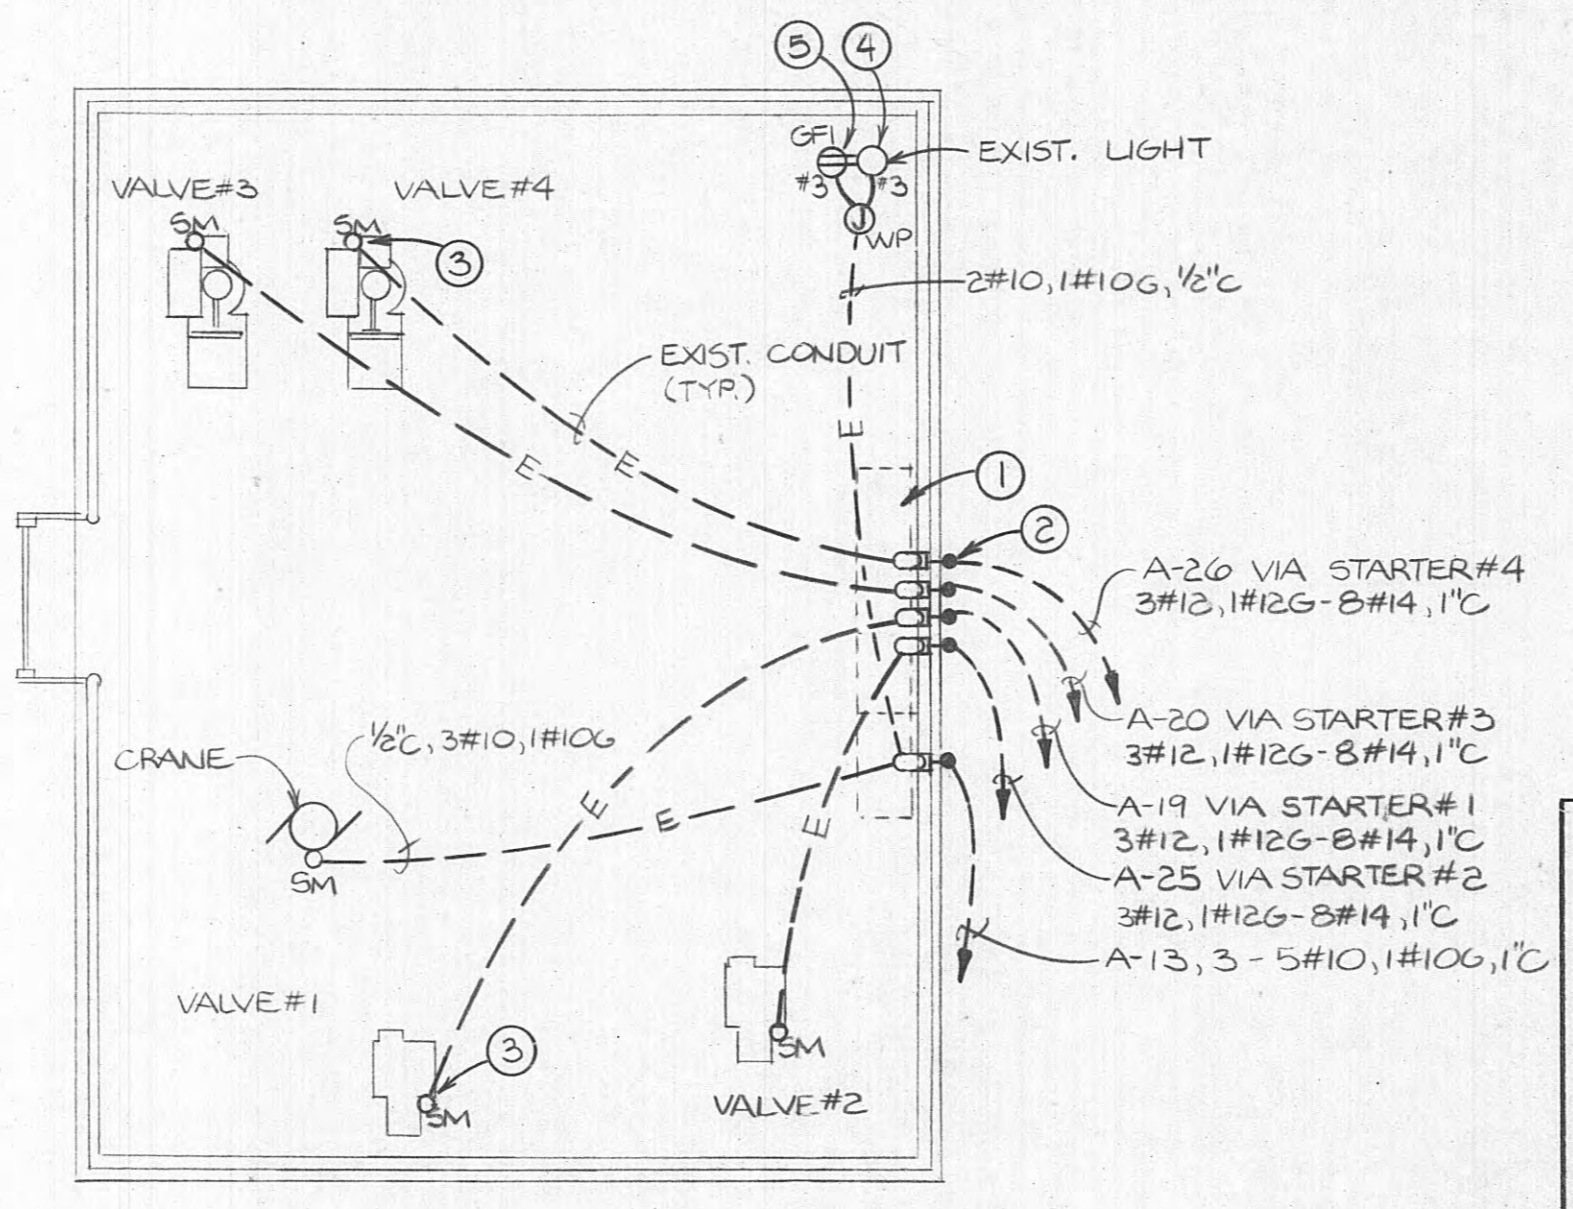 5 4
GFI
EXIST. LIGHT
#3 #3
J
WP
VALVE#3 VALVE#4
SM SM
3
2#10, 1#10G, 1/2"C
EXIST. CONDUIT
(TYP.)
E
E E
1
2
A-26 VIA STARTER#4
3#12, 1#12G-8#14, 1"C
A-20 VIA STARTER#3
3#12, 1#12G-8#14, 1"C
A-19 VIA STARTER#1
3#12, 1#12G-8#14, 1"C
A-25 VIA STARTER#2
3#12, 1#12G-8#14, 1"C
A-13, 3 - 5#10, 1#10G, 1"C
1/2"C, 3#10, 1#10G
CRANE
E E E
SM
VALVE#1
3
SM
SM
VALVE#2